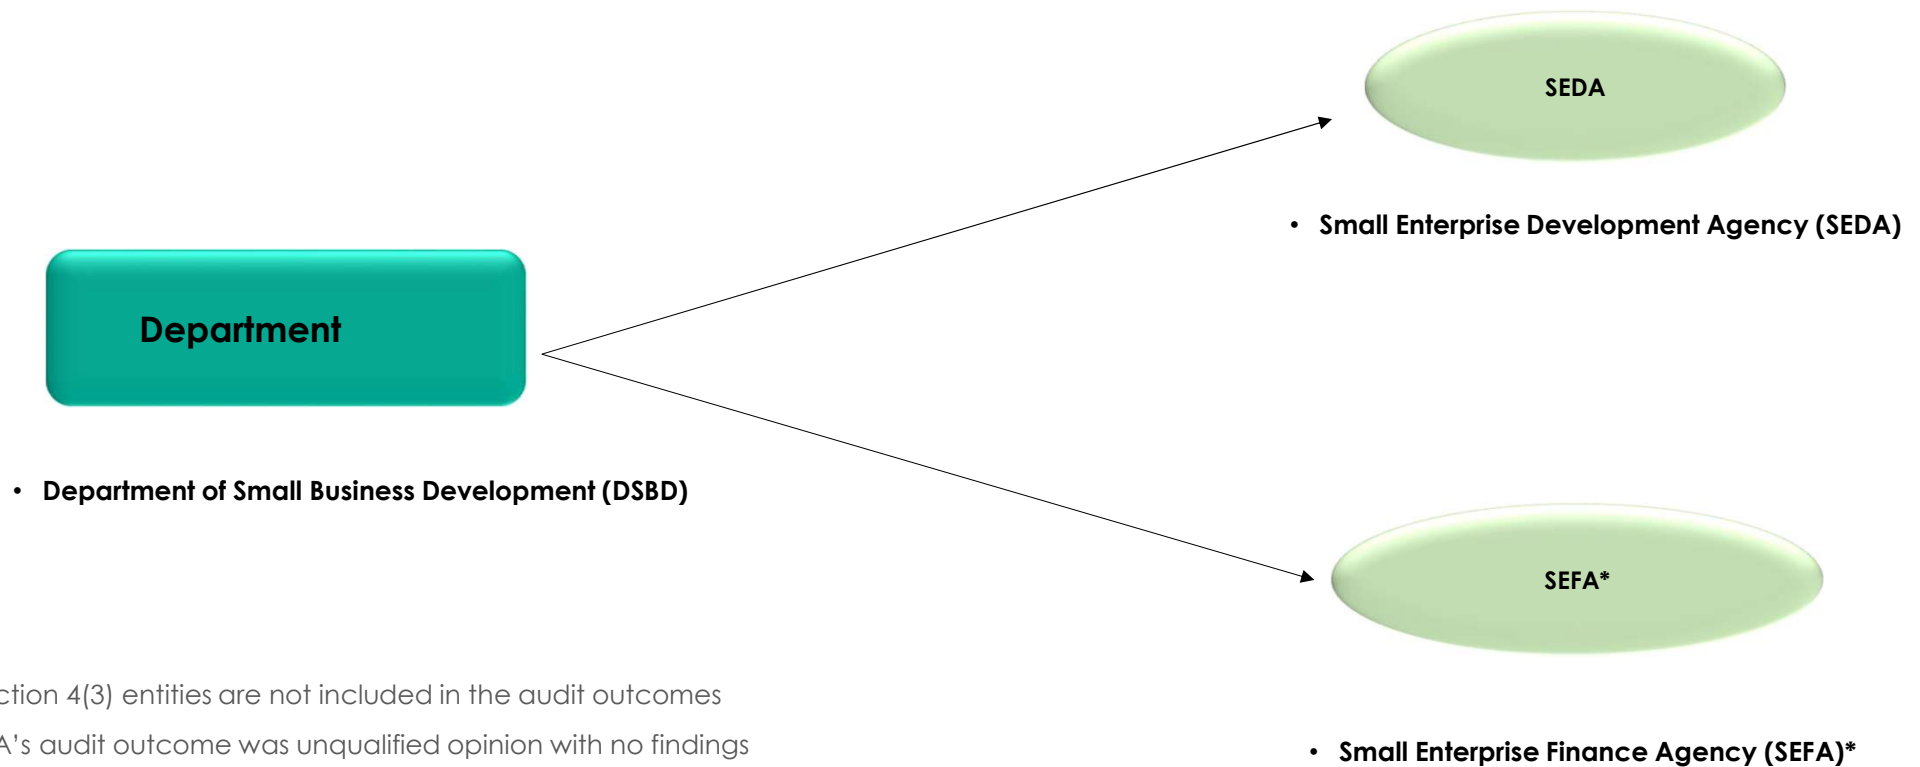 SEDA
• Small Enterprise Development Agency (SEDA)
Department
• Department of Small Business Development (DSBD)
SEFA*
4(3) entities are not included in the audit outcomes
audit outcome was unqualified opinion with no findings
• Small Enterprise Finance Agency (SEFA)*